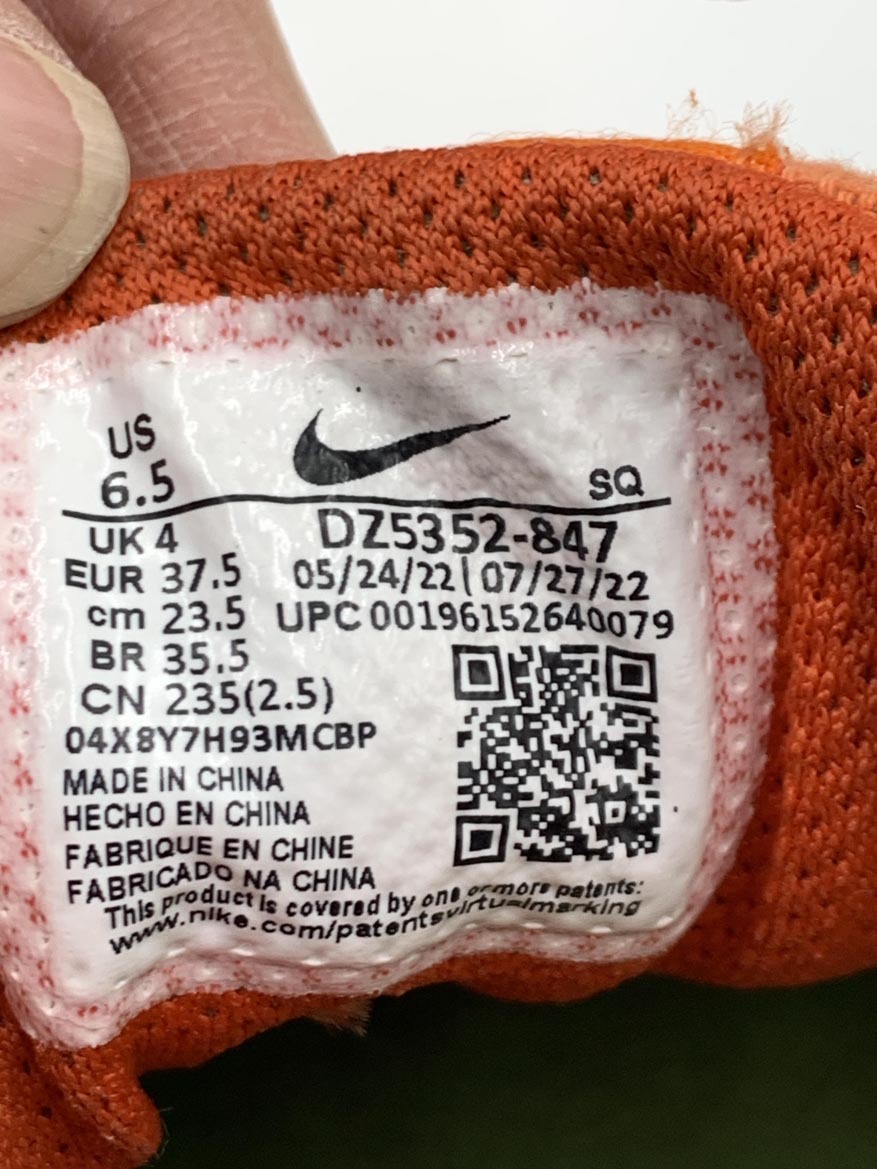 US
6.5
SQ
UK 4
DZ5352-847
EUR 37.5
05/24/22 | 07/27/22
cm 23.5
UPC 00196152640079
BR 35.5
CN 235(2.5)
04X8Y7H93MCBP
MADE IN CHINA
HECHO EN CHINA
FABRIQUE EN CHINE
FABRICADO NA CHINA
This product is covered by one or more patents:
www.nike.com/patentsvirtualmarking